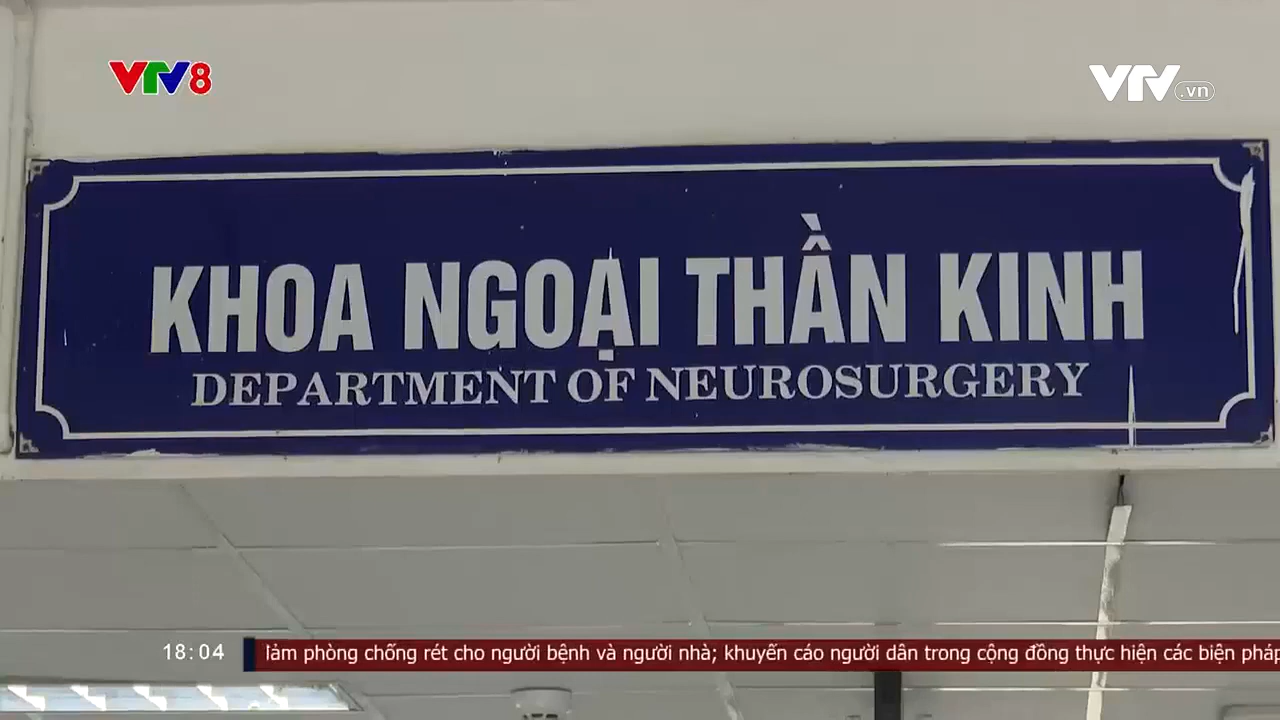 VTV8
VTV.vn
KHOA NGOẠI THẦN KINH
DEPARTMENT OF NEUROSURGERY
18:04
phòng chống rét cho người bệnh và người nhà; khuyến cáo người dân trong cộng đồng thực hiện các biện pháp